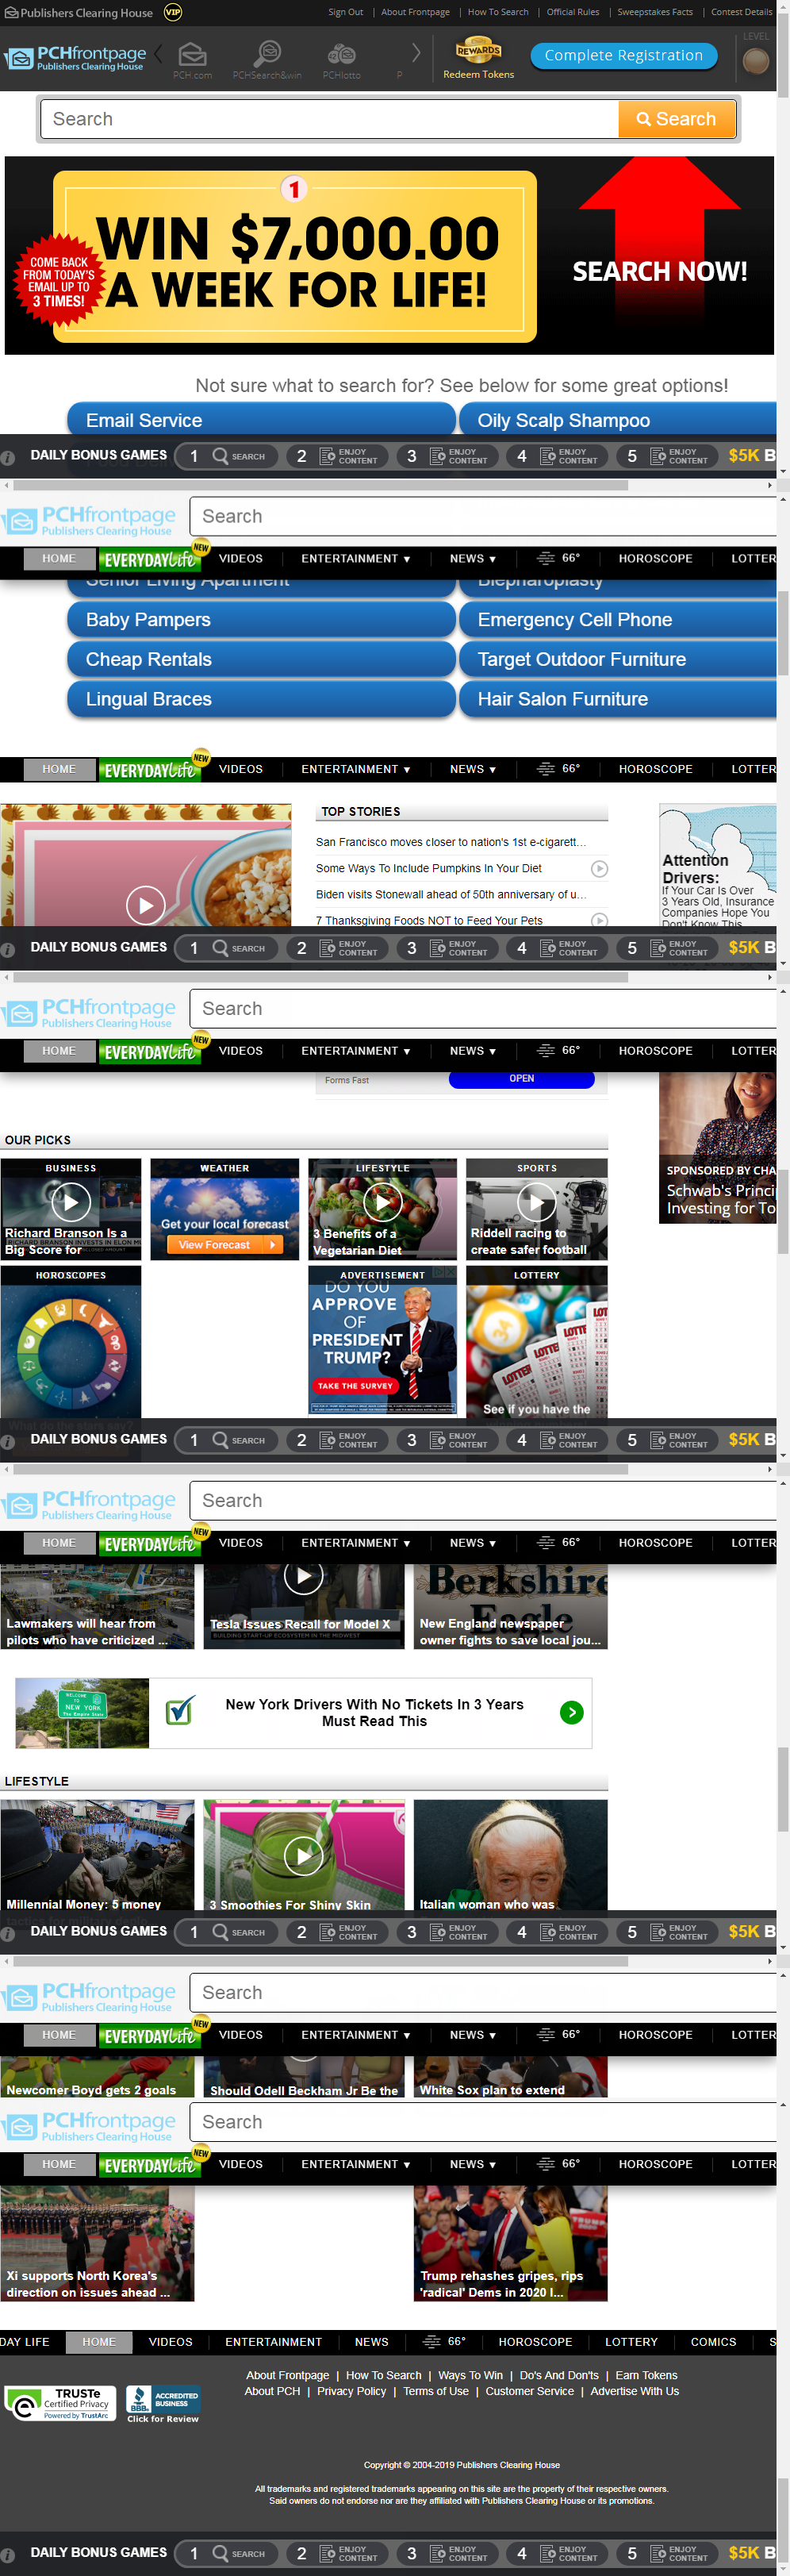 Publishers Clearing House VIP Sign Out | About Frontpage | How To Search | Official Rules | Sweepstakes Facts | Contest Details
PCHfrontpage
Publishers Clearing House
PCH.com PCHSearch&win PCHlotto P
REWARDS
Redeem Tokens
Complete Registration
LEVEL
Search Search
1
WIN $7,000.00
A WEEK FOR LIFE!
COME BACK
FROM TODAY'S
EMAIL UP TO
3 TIMES!
SEARCH NOW!
Not sure what to search for? See below for some great options!
Email Service Oily Scalp Shampoo
DAILY BONUS GAMES 1 SEARCH 2 ENJOY CONTENT 3 ENJOY CONTENT 4 ENJOY CONTENT 5 ENJOY CONTENT $5K B
PCHfrontpage
Publishers Clearing House
Search
HOME EVERYDAYLife NEW VIDEOS ENTERTAINMENT NEWS 66° HOROSCOPE LOTTER
Senior Living Apartment Blepharoplasty
Baby Pampers Emergency Cell Phone
Cheap Rentals Target Outdoor Furniture
Lingual Braces Hair Salon Furniture
HOME EVERYDAYLife NEW VIDEOS ENTERTAINMENT NEWS 66° HOROSCOPE LOTTER
TOP STORIES
San Francisco moves closer to nation's 1st e-cigarett...
Some Ways To Include Pumpkins In Your Diet
Biden visits Stonewall ahead of 50th anniversary of u...
7 Thanksgiving Foods NOT to Feed Your Pets
Attention
Drivers:
If Your Car Is Over
3 Years Old, Insurance
Companies Hope You
Don't Know This
DAILY BONUS GAMES 1 SEARCH 2 ENJOY CONTENT 3 ENJOY CONTENT 4 ENJOY CONTENT 5 ENJOY CONTENT $5K B
PCHfrontpage
Publishers Clearing House
Search
HOME EVERYDAYLife NEW VIDEOS ENTERTAINMENT NEWS 66° HOROSCOPE LOTTER
Forms Fast OPEN
OUR PICKS
BUSINESS
Richard Branson Is a
Big Score for
RICHARD BRANSON INVESTS IN ELON M
WEATHER
Get your local forecast
View Forecast
LIFESTYLE
3 Benefits of a
Vegetarian Diet
SPORTS
Riddell racing to
create safer football
SPONSORED BY CHA
Schwab's Princi
Investing for To
HOROSCOPES
What do the stars say?
ADVERTISEMENT
DO YOU
APPROVE
OF
PRESIDENT
TRUMP?
TAKE THE SURVEY
LOTTERY
See if you have the
DAILY BONUS GAMES 1 SEARCH 2 ENJOY CONTENT 3 ENJOY CONTENT 4 ENJOY CONTENT 5 ENJOY CONTENT $5K B
PCHfrontpage
Publishers Clearing House
Search
HOME EVERYDAYLife NEW VIDEOS ENTERTAINMENT NEWS 66° HOROSCOPE LOTTER
Lawmakers will hear from
pilots who have criticized ...
Tesla Issues Recall for Model X
BUILDING START-UP ECOSYSTEM IN THE MIDWEST
Berkshire
Eagle
New England newspaper
owner fights to save local jou...
WELCOME
TO
NEW YORK
The Empire State
New York Drivers With No Tickets In 3 Years
Must Read This
LIFESTYLE
Millennial Money: 5 money
3 Smoothies For Shiny Skin
Italian woman who was
DAILY BONUS GAMES 1 SEARCH 2 ENJOY CONTENT 3 ENJOY CONTENT 4 ENJOY CONTENT 5 ENJOY CONTENT $5K B
PCHfrontpage
Publishers Clearing House
Search
HOME EVERYDAYLife NEW VIDEOS ENTERTAINMENT NEWS 66° HOROSCOPE LOTTER
Newcomer Boyd gets 2 goals
Should Odell Beckham Jr Be the
White Sox plan to extend
PCHfrontpage
Publishers Clearing House
Search
HOME EVERYDAYLife NEW VIDEOS ENTERTAINMENT NEWS 66° HOROSCOPE LOTTER
Xi supports North Korea's
direction on issues ahead ...
Trump rehashes gripes, rips
'radical' Dems in 2020 l...
DAY LIFE HOME VIDEOS ENTERTAINMENT NEWS 66° HOROSCOPE LOTTERY COMICS S
About Frontpage | How To Search | Ways To Win | Do's And Don'ts | Earn Tokens
About PCH | Privacy Policy | Terms of Use | Customer Service | Advertise With Us
TRUSTe
Certified Privacy
Powered by TrustArc
BBB
ACCREDITED
BUSINESS
Click for Review
Copyright © 2004-2019 Publishers Clearing House
All trademarks and registered trademarks appearing on this site are the property of their respective owners.
Said owners do not endorse nor are they affiliated with Publishers Clearing House or its promotions.
DAILY BONUS GAMES 1 SEARCH 2 ENJOY CONTENT 3 ENJOY CONTENT 4 ENJOY CONTENT 5 ENJOY CONTENT $5K B